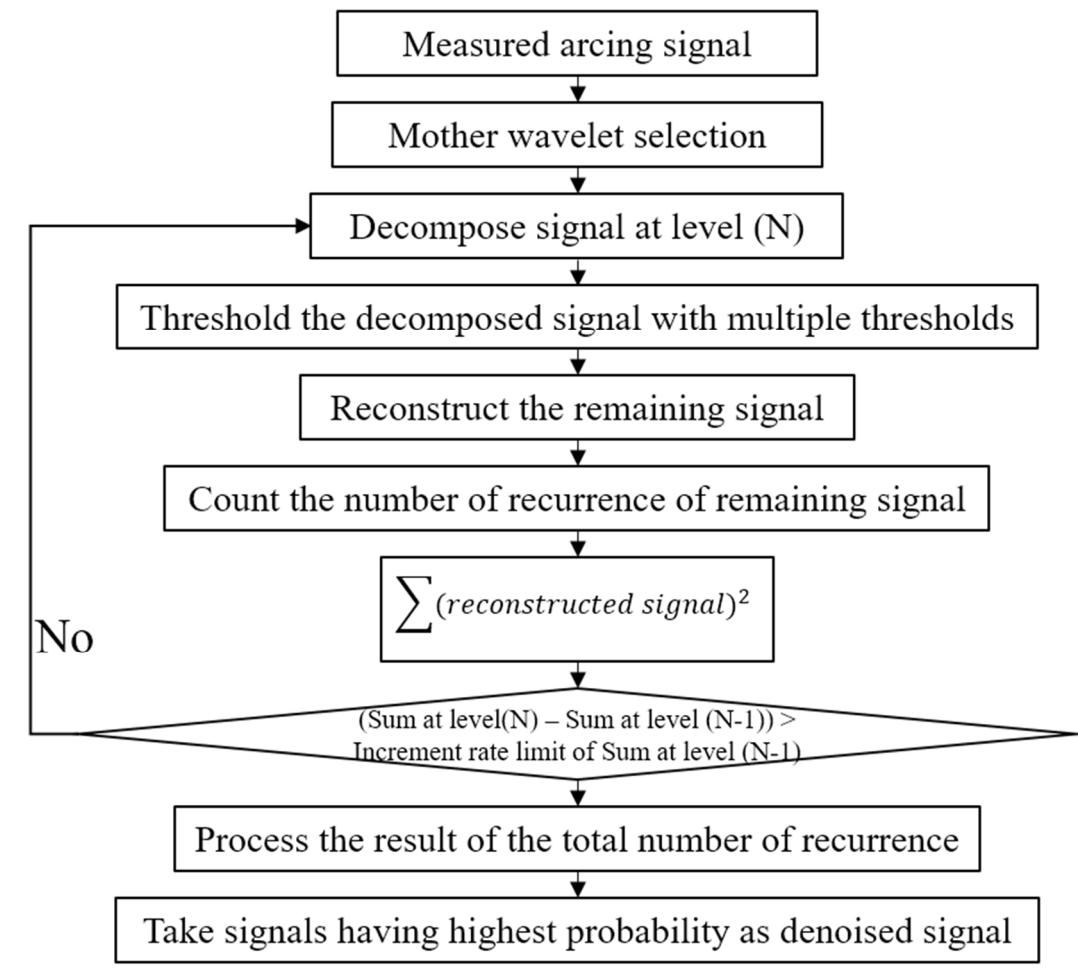 Measured arcing signal
Mother wavelet selection
Decompose signal at level (N)
Threshold the decomposed signal with multiple thresholds
Reconstruct the remaining signal
Count the number of recurrence of remaining signal
∑(reconstructed signal)²
No
(Sum at level(N) – Sum at level (N-1)) >
Increment rate limit of Sum at level (N-1)
Process the result of the total number of recurrence
Take signals having highest probability as denoised signal